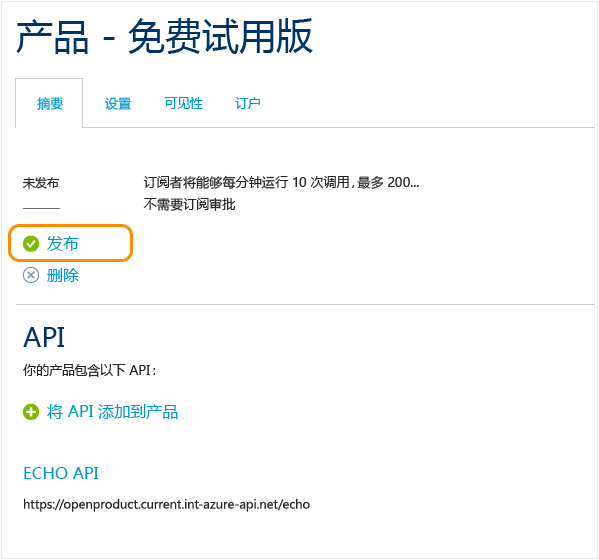 产品 - 免费试用版
摘要 设置 可见性 订户
未发布 订阅者将能够每分钟运行 10 次调用，最多 200...
不需要订阅审批
发布
删除
API
你的产品包含以下 API：
将 API 添加到产品
ECHO API
https://openproduct.current.int-azure-api.net/echo